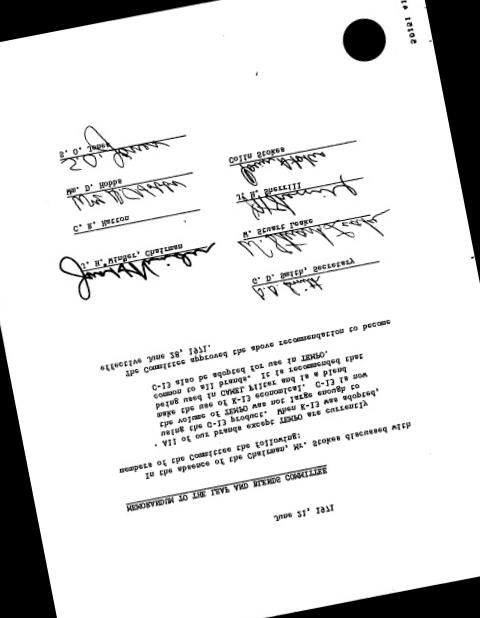 June 21, 1971
MEMORANDUM TO THE LEAF AND BLENDS COMMITTEE
In the absence of the Chairman, Mr. Stokes discussed with
members of the Committee the following:
All of our brands except TEMPO are currently
using the C-13 product. When K-13 was adopted,
the volume of TEMPO was not large enough to
make the use of K-13 economical. C-13 is now
being used in CAMEL Filter and is a blend
common to all brands. It is recommended that
C-13 also be adopted for use in TEMPO.
The Committee approved the above recommendation to become
effective June 28, 1971.
G. D. Smith, Secretary
J. H. Winber, Chairman
W. Stuart Leake
C. R. Hatton
H. Sherrill
Wm. D. Hobbs
Colin Stokes
S. O. Jones